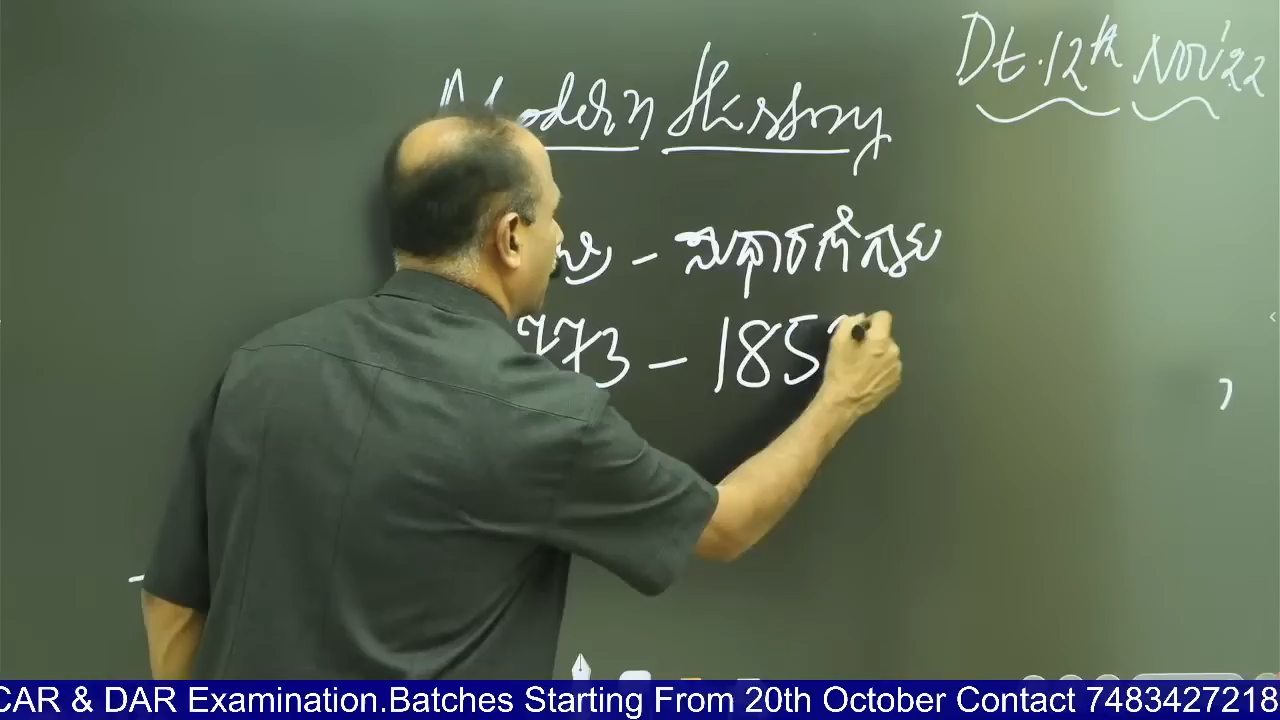 Dt. 12th Nov'22
Modern History
– ಸುಧಾರಣೆಗಳು
773 – 185
CAR & DAR Examination.Batches Starting From 20th October Contact 7483427218